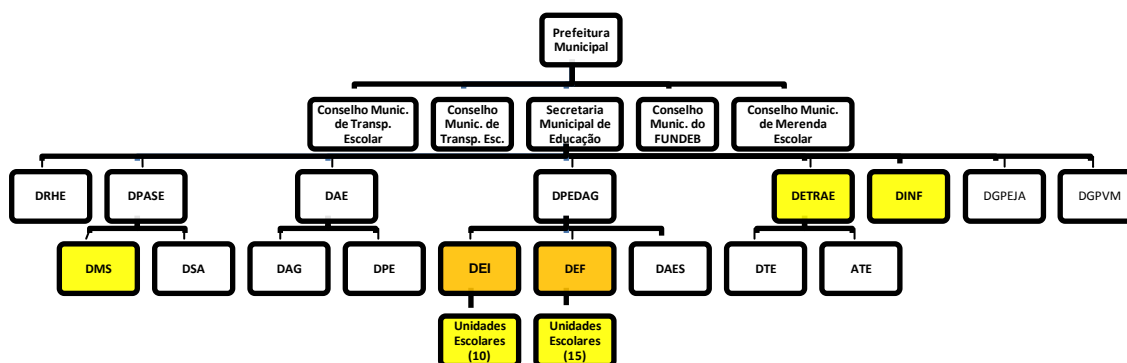 Prefeitura
Municipal
Conselho Munic.
de Transp.
Escolar
Conselho
Munic. de
Transp. Esc.
Secretaria
Municipal de
Educação
Conselho
Munic. do
FUNDEB
Conselho Munic.
de Merenda
Escolar
DRHE
DPASE
DAE
DPEDAG
DETRAE
DINF
DGPEJA
DGPVM
DMS
DSA
DAG
DPE
DEI
DEF
DAES
DTE
ATE
Unidades
Escolares
(10)
Unidades
Escolares
(15)